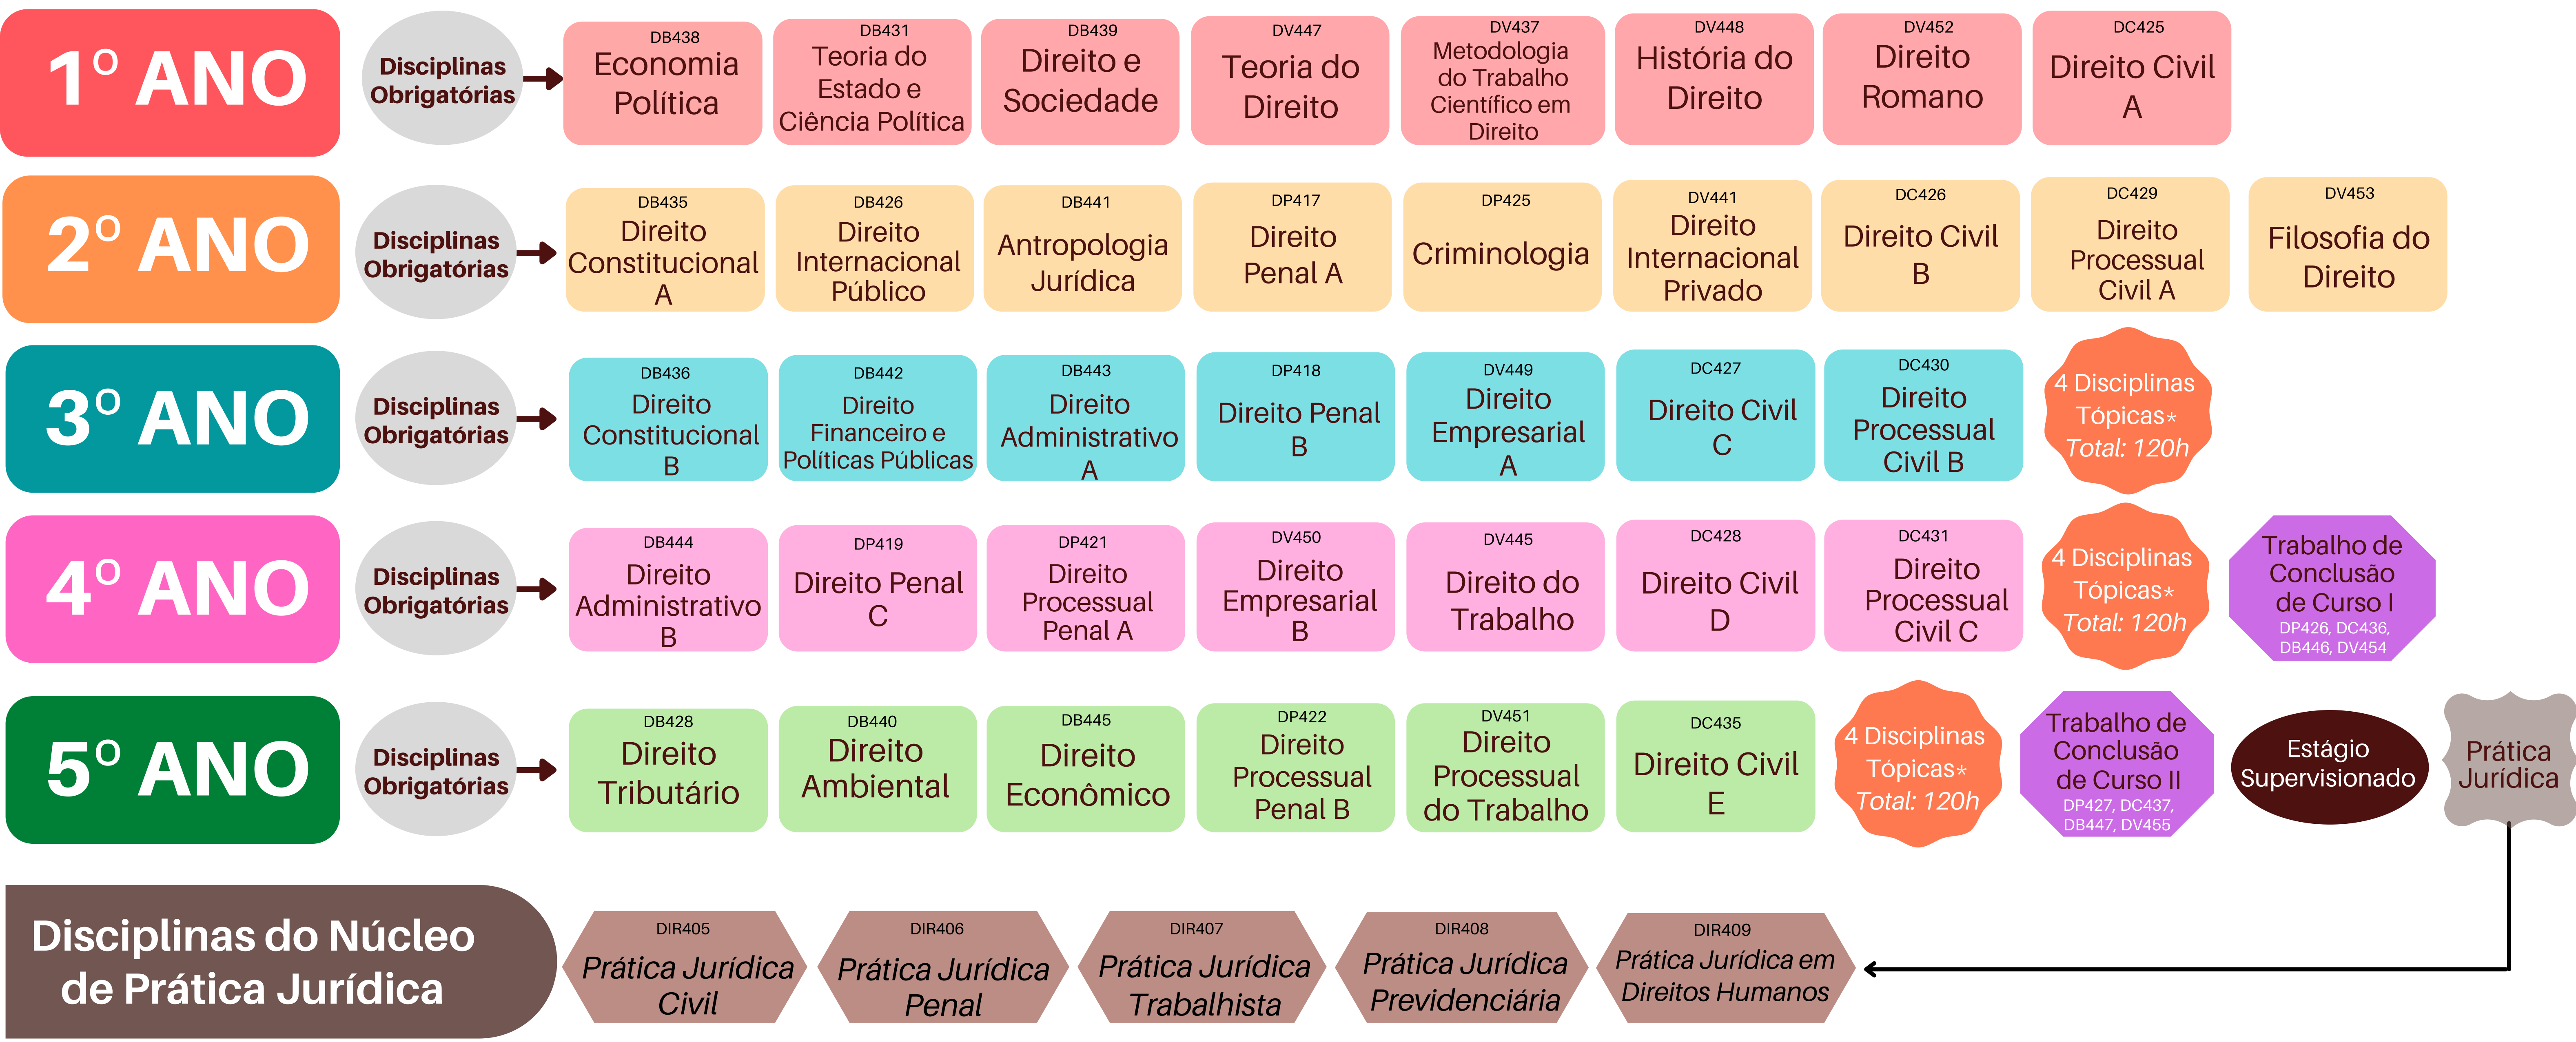 1º ANO
Disciplinas
Obrigatórias
DB438
Economia
Política
DB431
Teoria do
Estado e
Ciência Política
DB439
Direito e
Sociedade
DV447
Teoria do
Direito
DV437
Metodologia
do Trabalho
Científico em
Direito
DV448
História do
Direito
DV452
Direito
Romano
DC425
Direito Civil
A
2º ANO
Disciplinas
Obrigatórias
DB435
Direito
Constitucional
A
DB426
Direito
Internacional
Público
DB441
Antropologia
Jurídica
DP417
Direito
Penal A
DP425
Criminologia
DV441
Direito
Internacional
Privado
DC426
Direito Civil
B
DC429
Direito
Processual
Civil A
DV453
Filosofia do
Direito
3º ANO
Disciplinas
Obrigatórias
DB436
Direito
Constitucional
B
DB442
Direito
Financeiro e
Políticas Públicas
DB443
Direito
Administrativo
A
DP418
Direito Penal
B
DV449
Direito
Empresarial
A
DC427
Direito Civil
C
DC430
Direito
Processual
Civil B
4 Disciplinas
Tópicas*
Total: 120h
4º ANO
Disciplinas
Obrigatórias
DB444
Direito
Administrativo
B
DP419
Direito Penal
C
DP421
Direito
Processual
Penal A
DV450
Direito
Empresarial
B
DV445
Direito do
Trabalho
DC428
Direito Civil
D
DC431
Direito
Processual
Civil C
4 Disciplinas
Tópicas*
Total: 120h
Trabalho de
Conclusão
de Curso I
DP426, DC436,
DB446, DV454
5º ANO
Disciplinas
Obrigatórias
DB428
Direito
Tributário
DB440
Direito
Ambiental
DB445
Direito
Econômico
DP422
Direito
Processual
Penal B
DV451
Direito
Processual
do Trabalho
DC435
Direito Civil
E
4 Disciplinas
Tópicas*
Total: 120h
Trabalho de
Conclusão
de Curso II
DP427, DC437,
DB447, DV455
Estágio
Supervisionado
Prática
Jurídica
Disciplinas do Núcleo
de Prática Jurídica
DIR405
Prática Jurídica
Civil
DIR406
Prática Jurídica
Penal
DIR407
Prática Jurídica
Trabalhista
DIR408
Prática Jurídica
Previdenciária
DIR409
Prática Jurídica em
Direitos Humanos